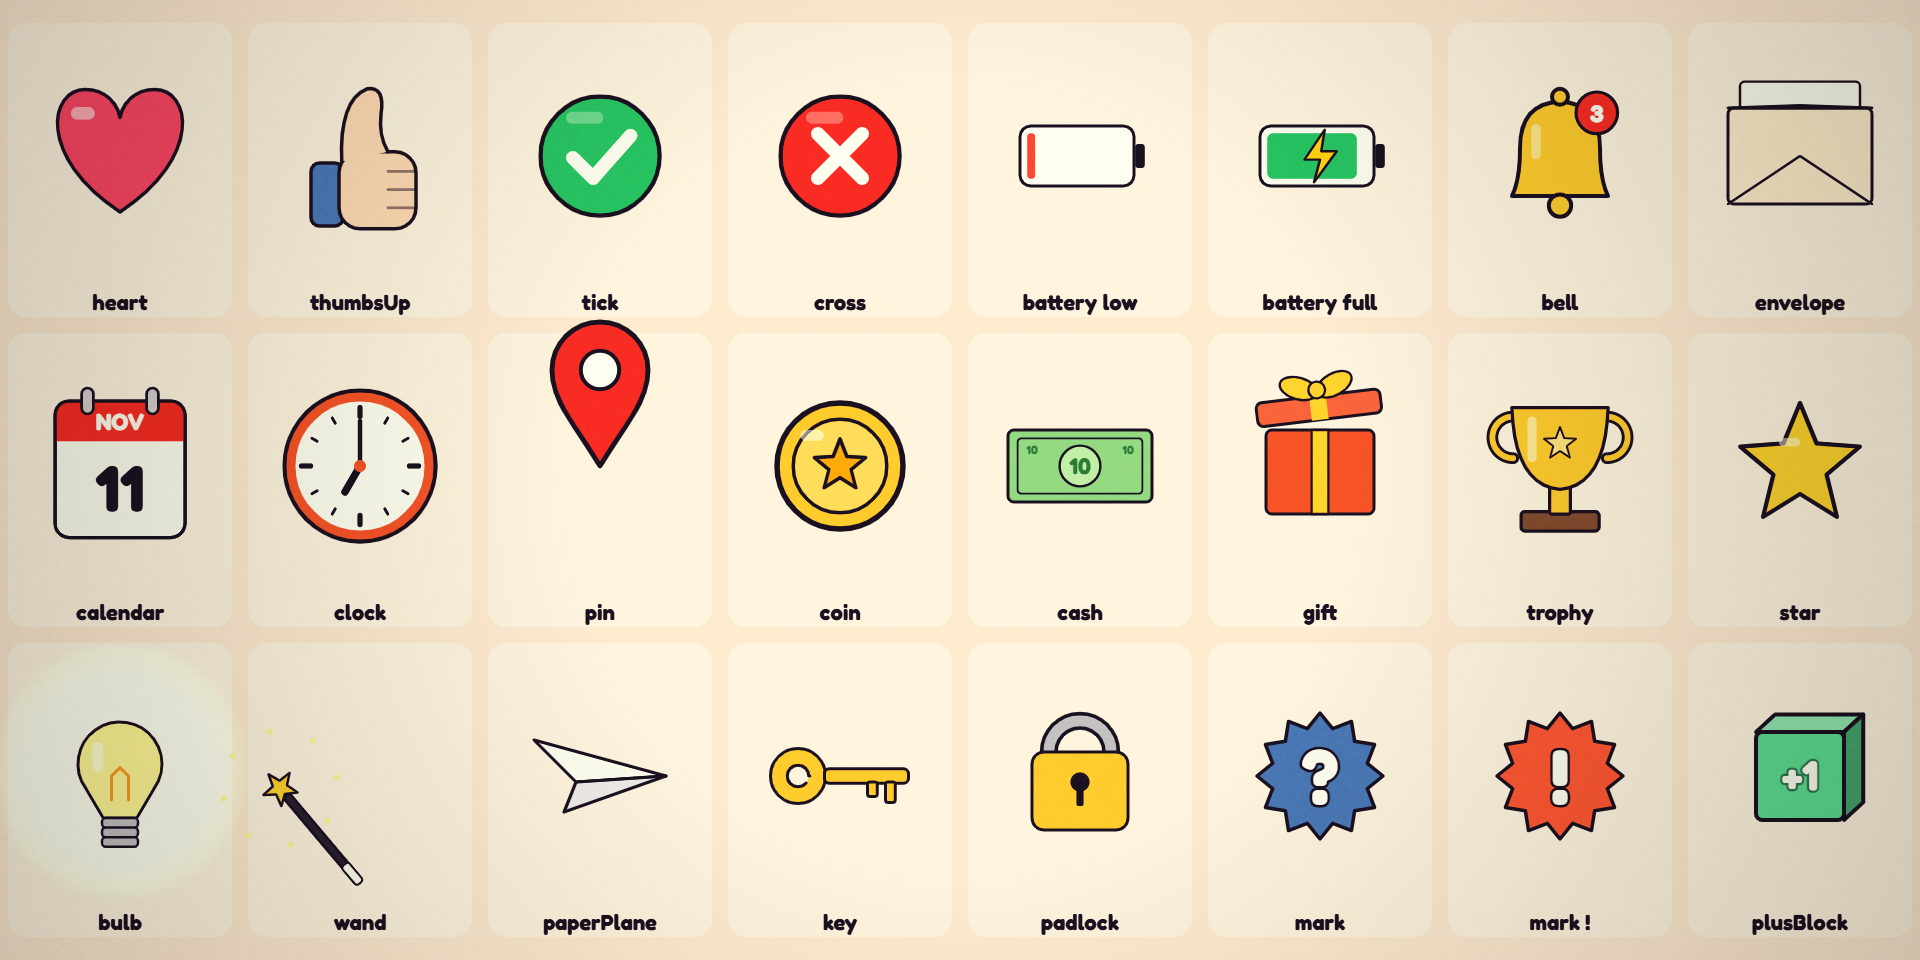 3
heart
thumbsUp
tick
cross
battery low
battery full
bell
envelope
NOV
11
10
10
10
calendar
clock
pin
coin
cash
gift
trophy
star
?
!
+1
bulb
wand
paperPlane
key
padlock
mark
mark !
plusBlock